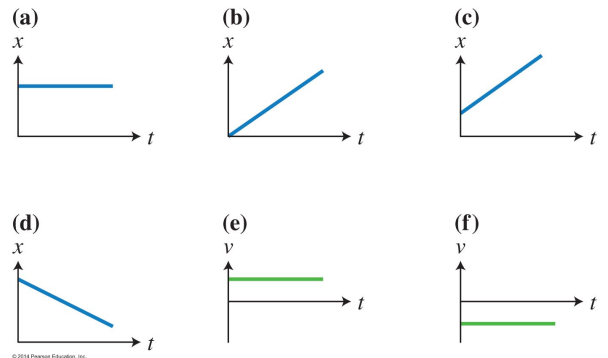 (a)
x
t
(b)
x
t
(c)
x
t
(d)
x
t
(e)
v
t
(f)
v
t
© 2014 Pearson Education, Inc.